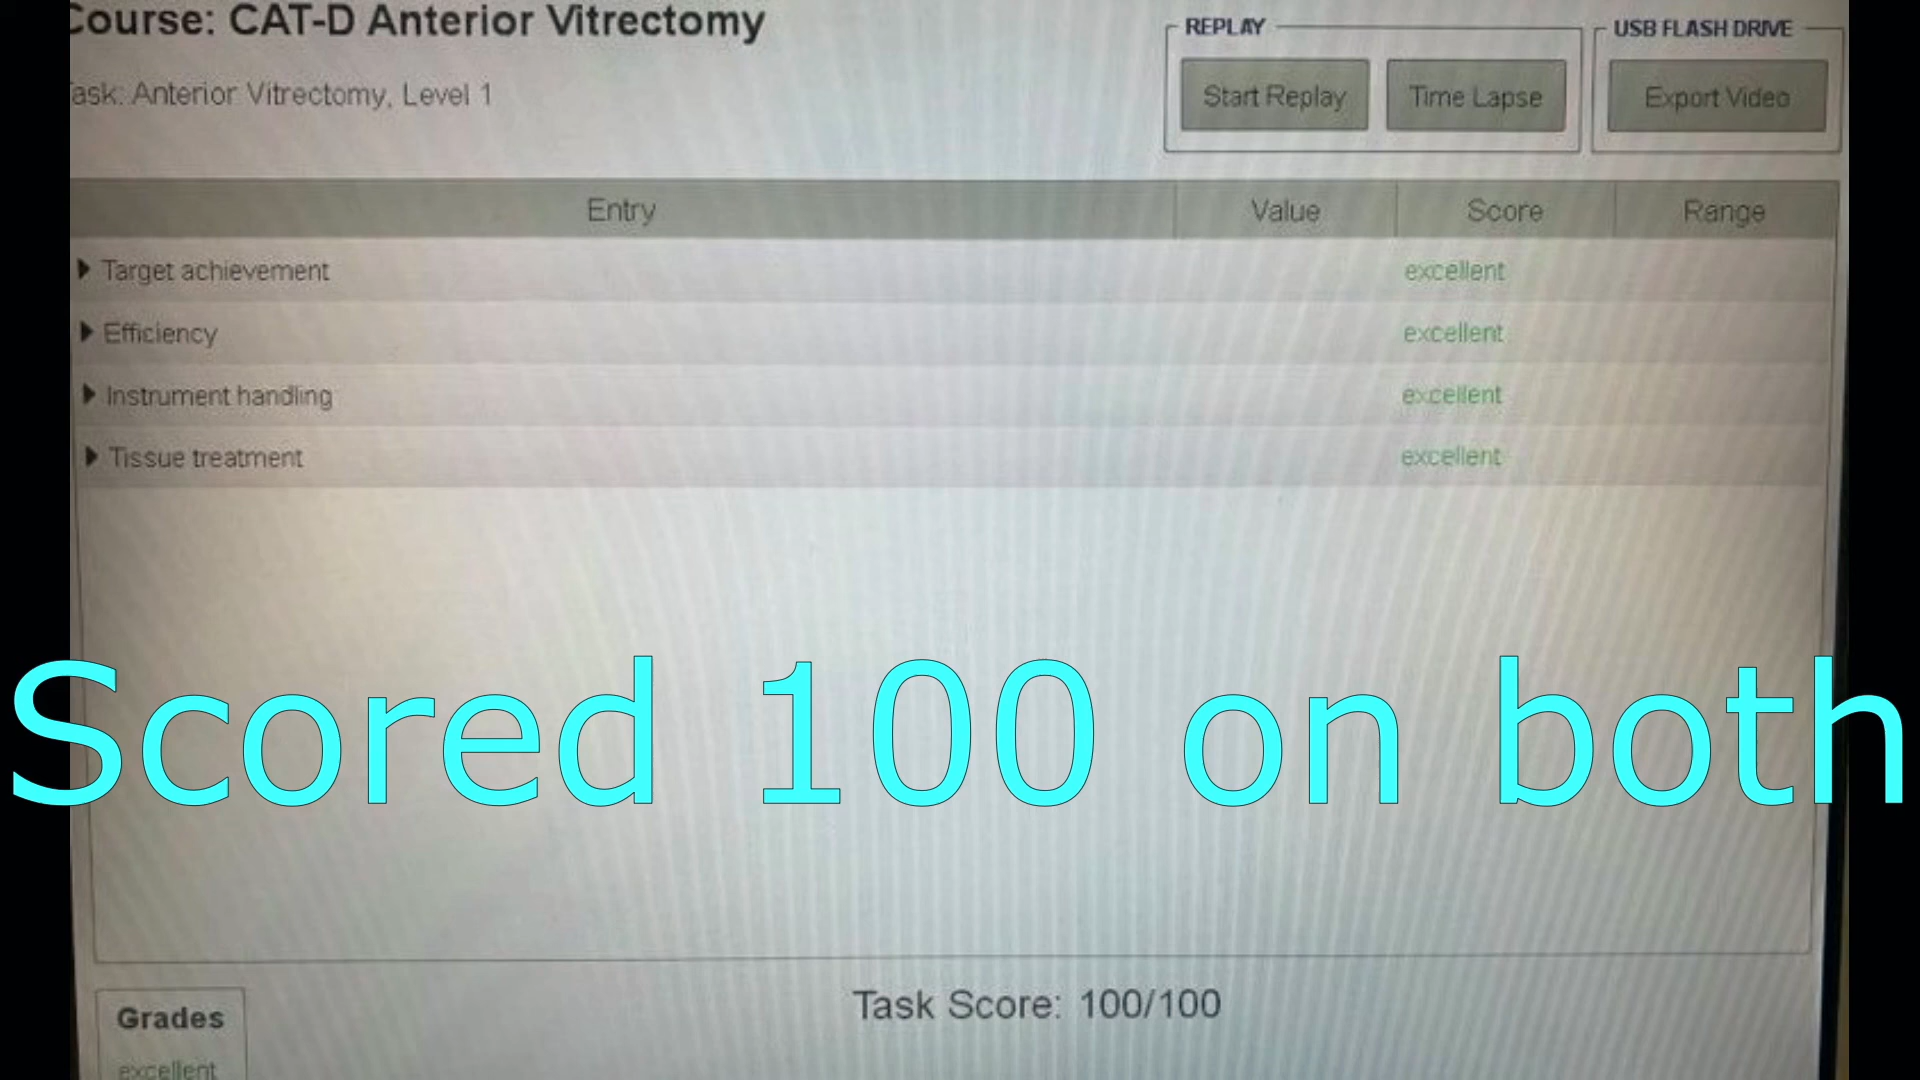 Course: CAT-D Anterior Vitrectomy
Task: Anterior Vitrectomy, Level 1
REPLAY
Start Replay
Time Lapse
USB FLASH DRIVE
Export Video
Entry Value Score Range
Target achievement excellent
Efficiency excellent
Instrument handling excellent
Tissue treatment excellent
Scored 100 on both
Task Score: 100/100
Grades
excellent